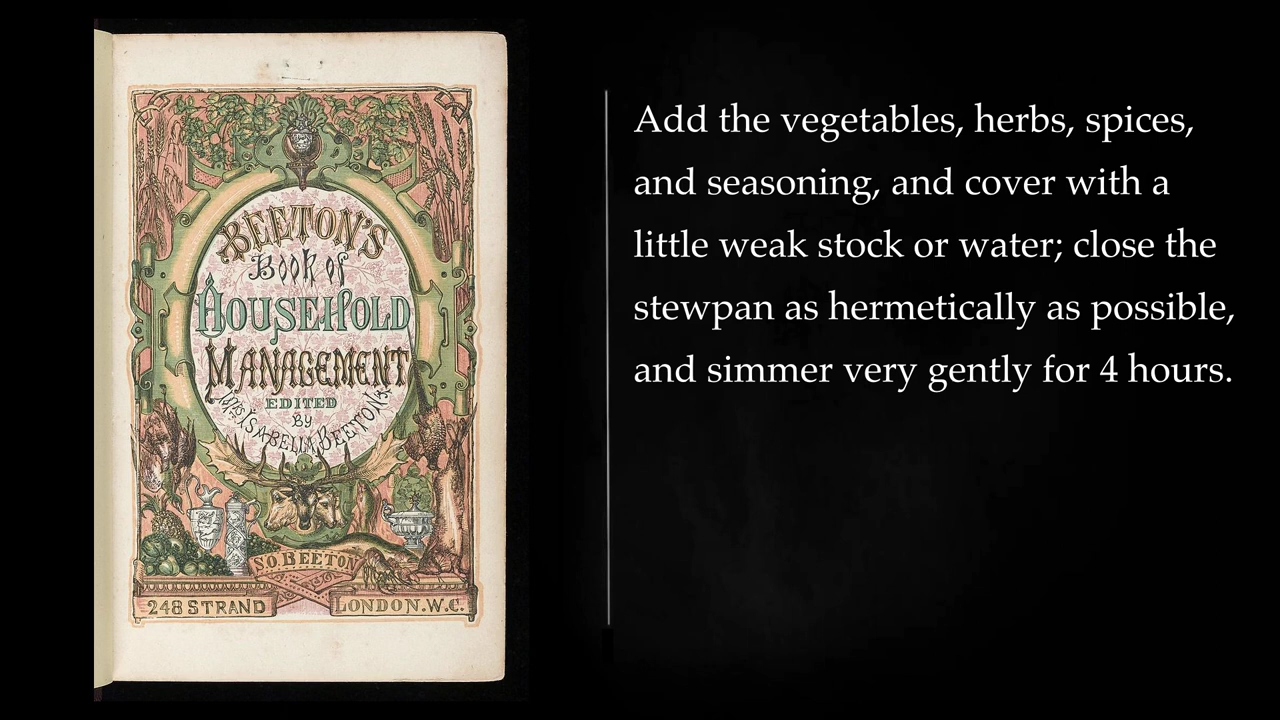 BEETON'S
Book of
HOUSEHOLD
MANAGEMENT
EDITED
BY
MRS ISABELLA BEETON.
S.O. BEETON
248 STRAND
LONDON. W.C.
Add the vegetables, herbs, spices,
and seasoning, and cover with a
little weak stock or water; close the
stewpan as hermetically as possible,
and simmer very gently for 4 hours.